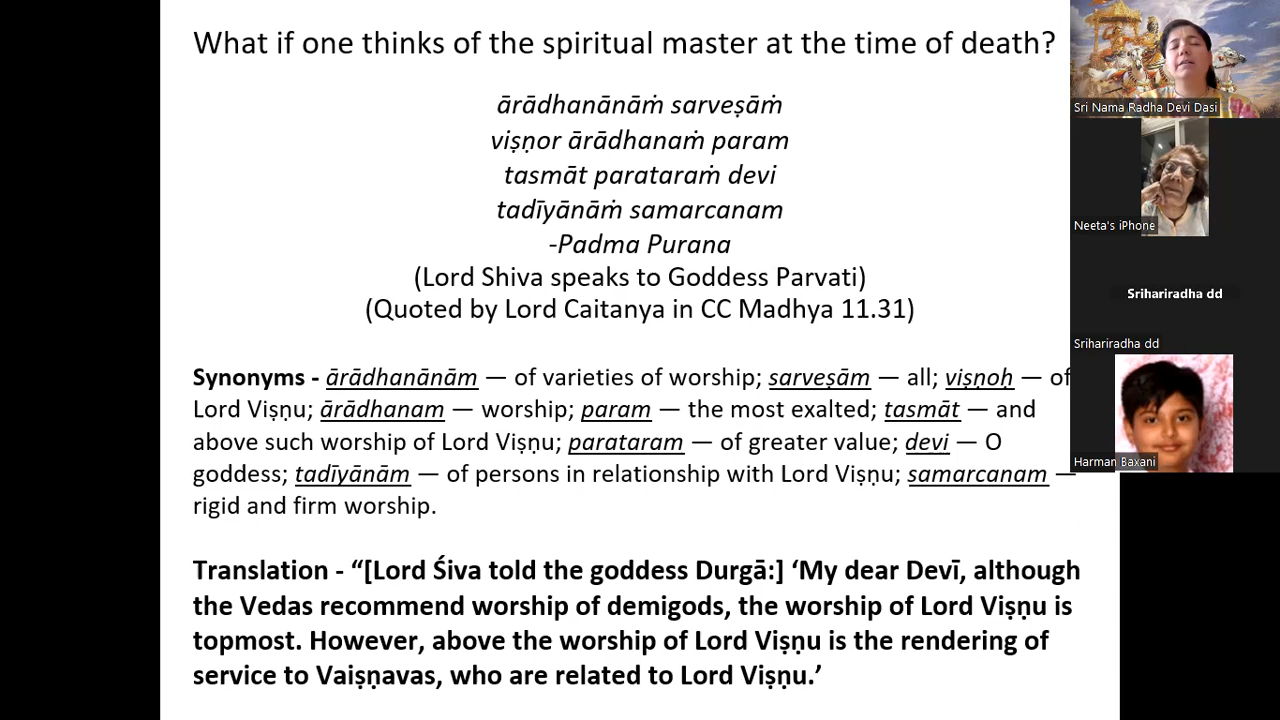 What if one thinks of the spiritual master at the time of death?
ārādhanānāṁ sarveṣāṁ
viṣṇor ārādhanaṁ param
tasmāt parataraṁ devi
tadīyānāṁ samarcanam
-Padma Purana
(Lord Shiva speaks to Goddess Parvati)
(Quoted by Lord Caitanya in CC Madhya 11.31)
Synonyms - ārādhanānām — of varieties of worship; sarveṣām — all; viṣṇoḥ — of
Lord Viṣṇu; ārādhanam — worship; param — the most exalted; tasmāt — and
above such worship of Lord Viṣṇu; parataram — of greater value; devi — O
goddess; tadīyānām — of persons in relationship with Lord Viṣṇu; samarcanam —
rigid and firm worship.
Translation - “[Lord Śiva told the goddess Durgā:] ‘My dear Devī, although
the Vedas recommend worship of demigods, the worship of Lord Viṣṇu is
topmost. However, above the worship of Lord Viṣṇu is the rendering of
service to Vaiṣṇavas, who are related to Lord Viṣṇu.’
Sri Nama Radha Devi Dasi
Neeta's iPhone
Srihariradha dd
Srihariradha dd
Harman Baxani